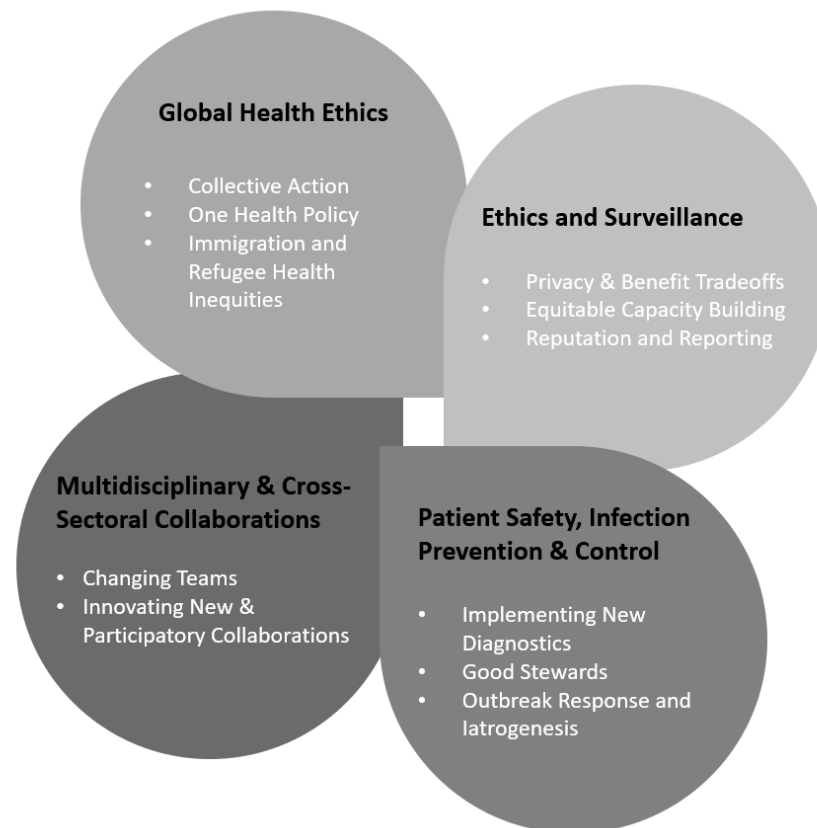 Global Health Ethics
• Collective Action
• One Health Policy
• Immigration and
Refugee Health
Inequities
Ethics and Surveillance
• Privacy & Benefit Tradeoffs
• Equitable Capacity Building
• Reputation and Reporting
Multidisciplinary & Cross-
Sectoral Collaborations
• Changing Teams
• Innovating New &
Participatory Collaborations
Patient Safety, Infection
Prevention & Control
• Implementing New
Diagnostics
• Good Stewards
• Outbreak Response and
Iatrogenesis